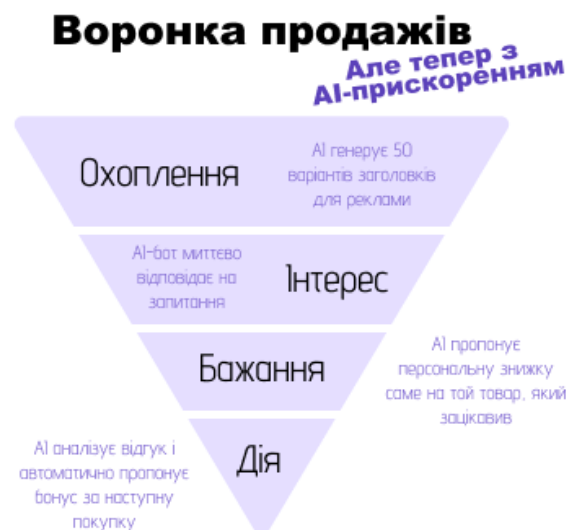 Воронка продажів
Але тепер з
AI-прискоренням
Охоплення
AI генерує 50
варіантів заголовків
для реклами
AI-бот миттєво
відповідає на
запитання
Інтерес
Бажання
AI пропонує
персональну знижку
саме на той товар, який
зацікавив
Дія
AI аналізує відгук і
автоматично пропонує
бонус за наступну
покупку